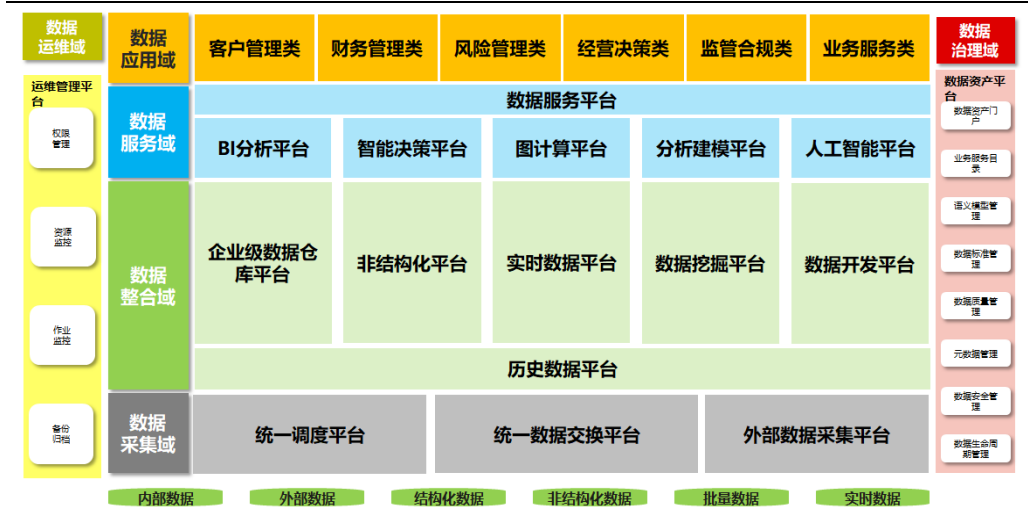 数据
运维域
运维管理平
台
权限
管理
资源
监控
作业
监控
备份
归档
数据
应用域
客户管理类
财务管理类
风险管理类
经营决策类
监管合规类
业务服务类
数据
服务域
数据服务平台
BI分析平台
智能决策平台
图计算平台
分析建模平台
人工智能平台
数据
整合域
企业级数据仓
库平台
非结构化平台
实时数据平台
数据挖掘平台
数据开发平台
历史数据平台
数据
采集域
统一调度平台
统一数据交换平台
外部数据采集平台
内部数据
外部数据
结构化数据
非结构化数据
批量数据
实时数据
数据
治理域
数据资产平
台
数据资产门
户
业务服务目
录
语义模型管
理
数据标准管
理
数据质量管
理
元数据管理
数据安全管
理
数据生命周
期管理